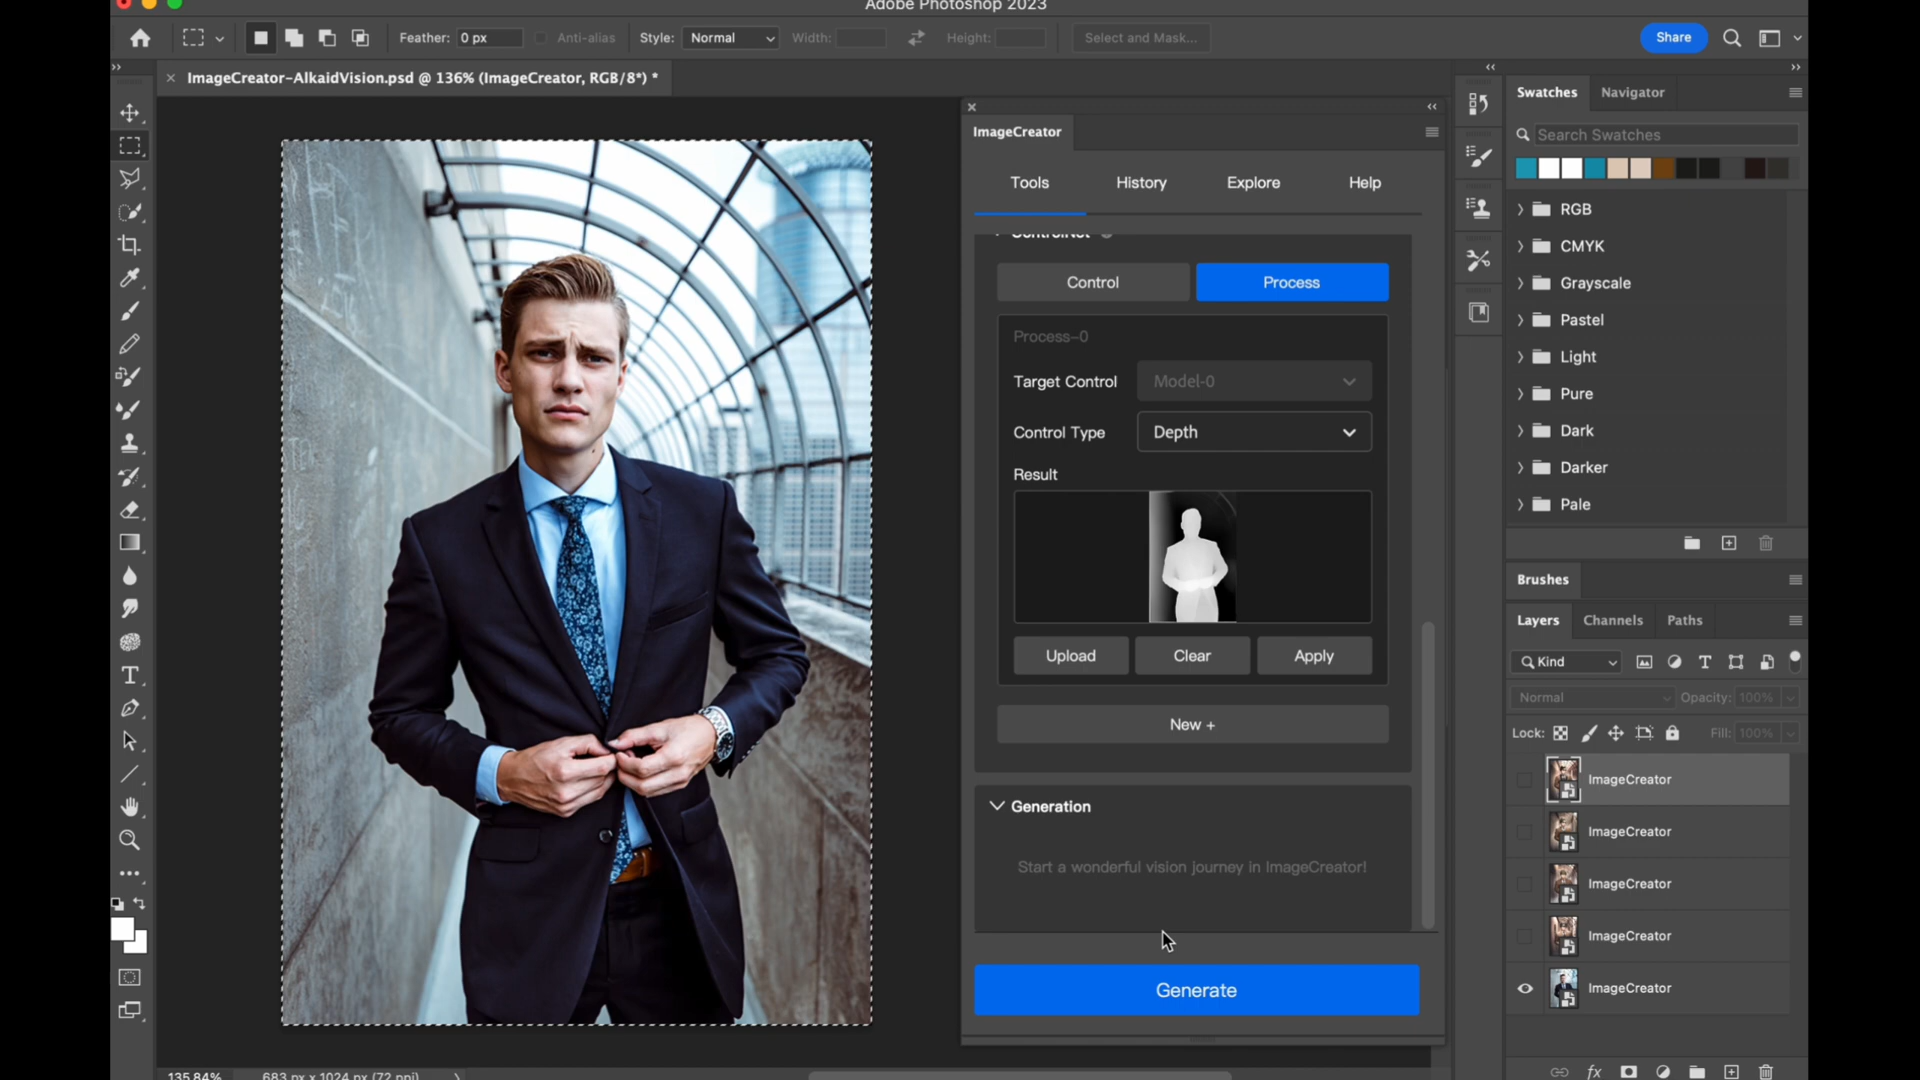 Adobe Photoshop 2023
Feather: 0 px Anti-alias Style: Normal Width: Height: Select and Mask... Share
ImageCreator-AlkaidVision.psd @ 136% (ImageCreator, RGB/8*) *
ImageCreator
Tools History Explore Help
ControlNet
Control Process
Process-0
Target Control Model-0
Control Type Depth
Result
Upload Clear Apply
New +
Generation
Start a wonderful vision journey in ImageCreator!
Generate
Swatches Navigator
Search Swatches
RGB
CMYK
Grayscale
Pastel
Light
Pure
Dark
Darker
Pale
Brushes
Layers Channels Paths
Kind
Normal Opacity: 100%
Lock: Fill: 100%
ImageCreator
ImageCreator
ImageCreator
ImageCreator
ImageCreator
fx
135.84% 683 px x 1024 px (72 ppi)